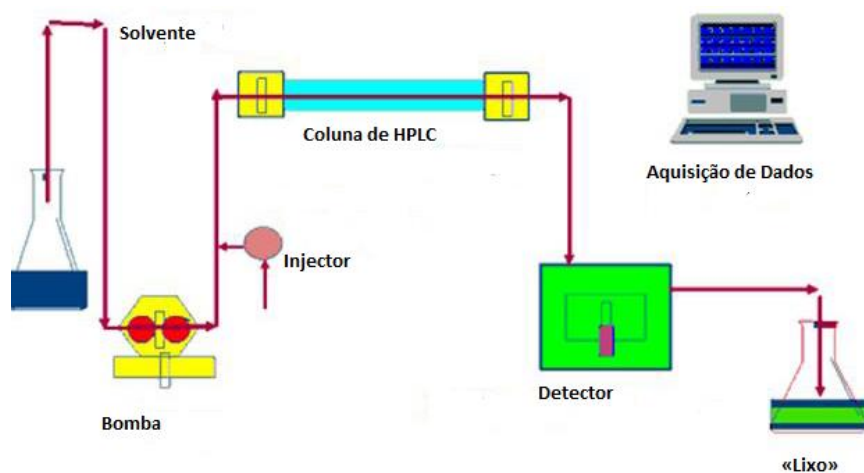 Solvente
Coluna de HPLC
Aquisição de Dados
Injector
Bomba
Detector
«Lixo»